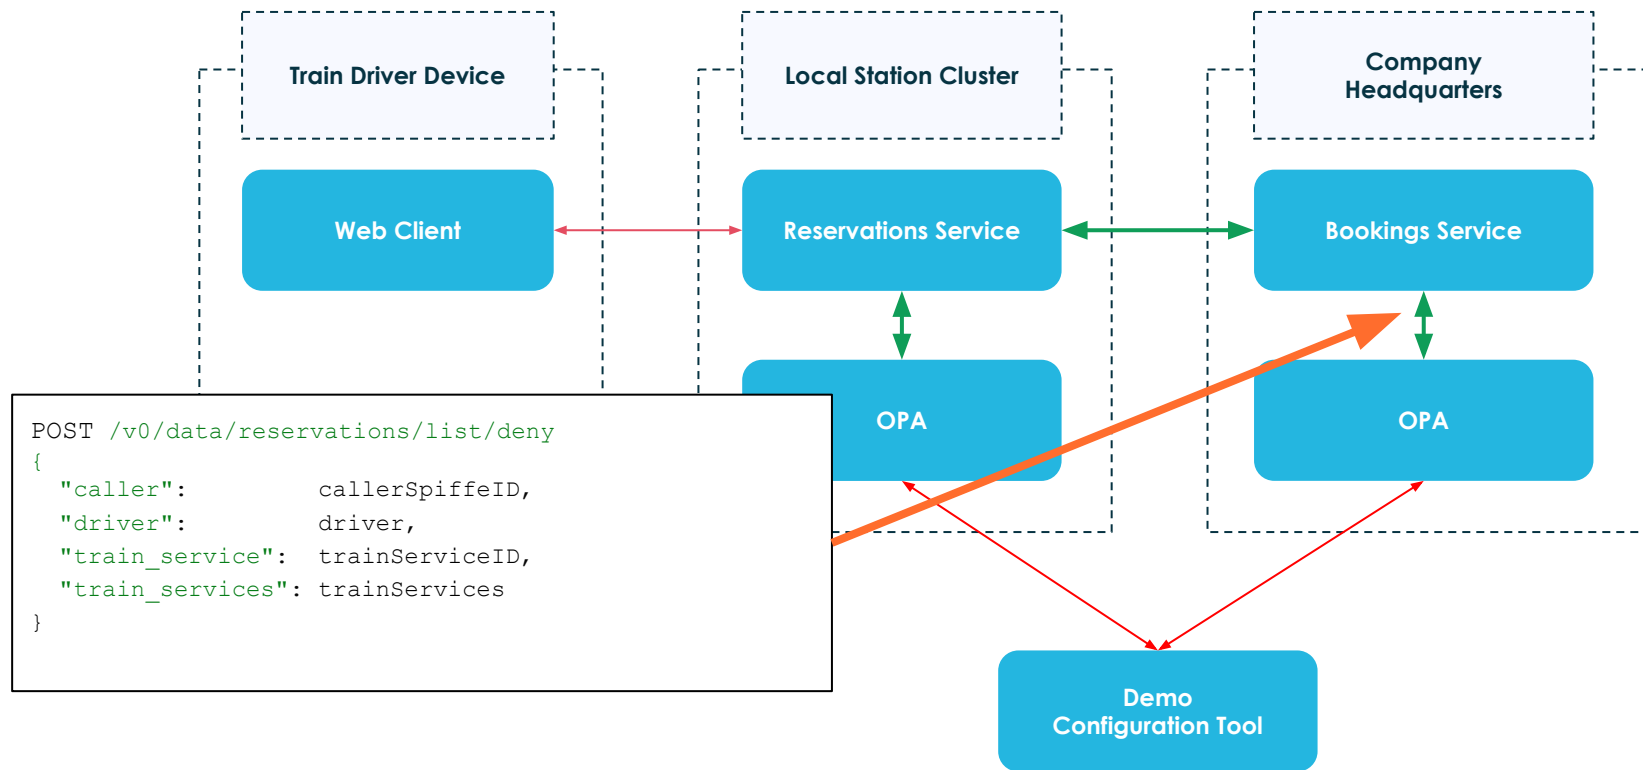 Train Driver Device
Local Station Cluster
Company
Headquarters
Web Client
Reservations Service
Bookings Service
OPA
OPA
POST /v0/data/reservations/list/deny
{
  "caller":         callerSpiffeID,
  "driver":         driver,
  "train_service":  trainServiceID,
  "train_services": trainServices
}
Demo
Configuration Tool